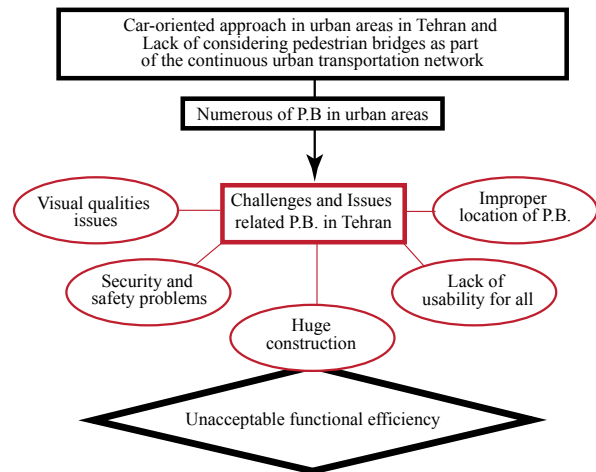 Car-oriented approach in urban areas in Tehran and
Lack of considering pedestrian bridges as part
of the continuous urban transportation network
Numerous of P.B in urban areas
Visual qualities
issues
Challenges and Issues
related P.B. in Tehran
Improper
location of P.B.
Security and
safety problems
Lack of
usability for all
Huge
construction
Unacceptable functional efficiency